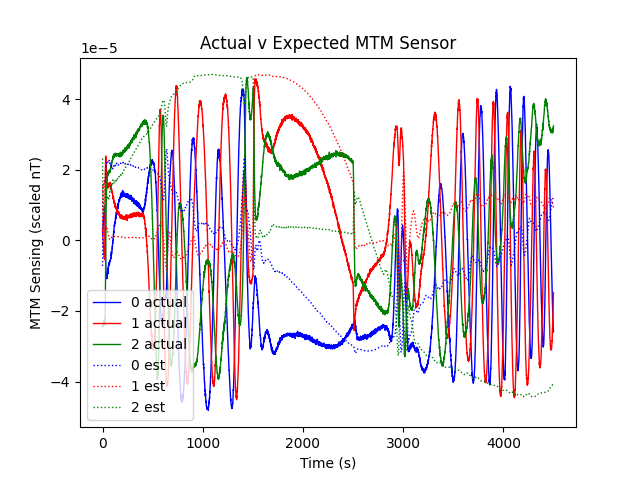 Actual v Expected MTM Sensor
1e−5
MTM Sensing (scaled nT)
4
2
0
−2
−4
0 actual
1 actual
2 actual
0 est
1 est
2 est
0 1000 2000 3000 4000
Time (s)